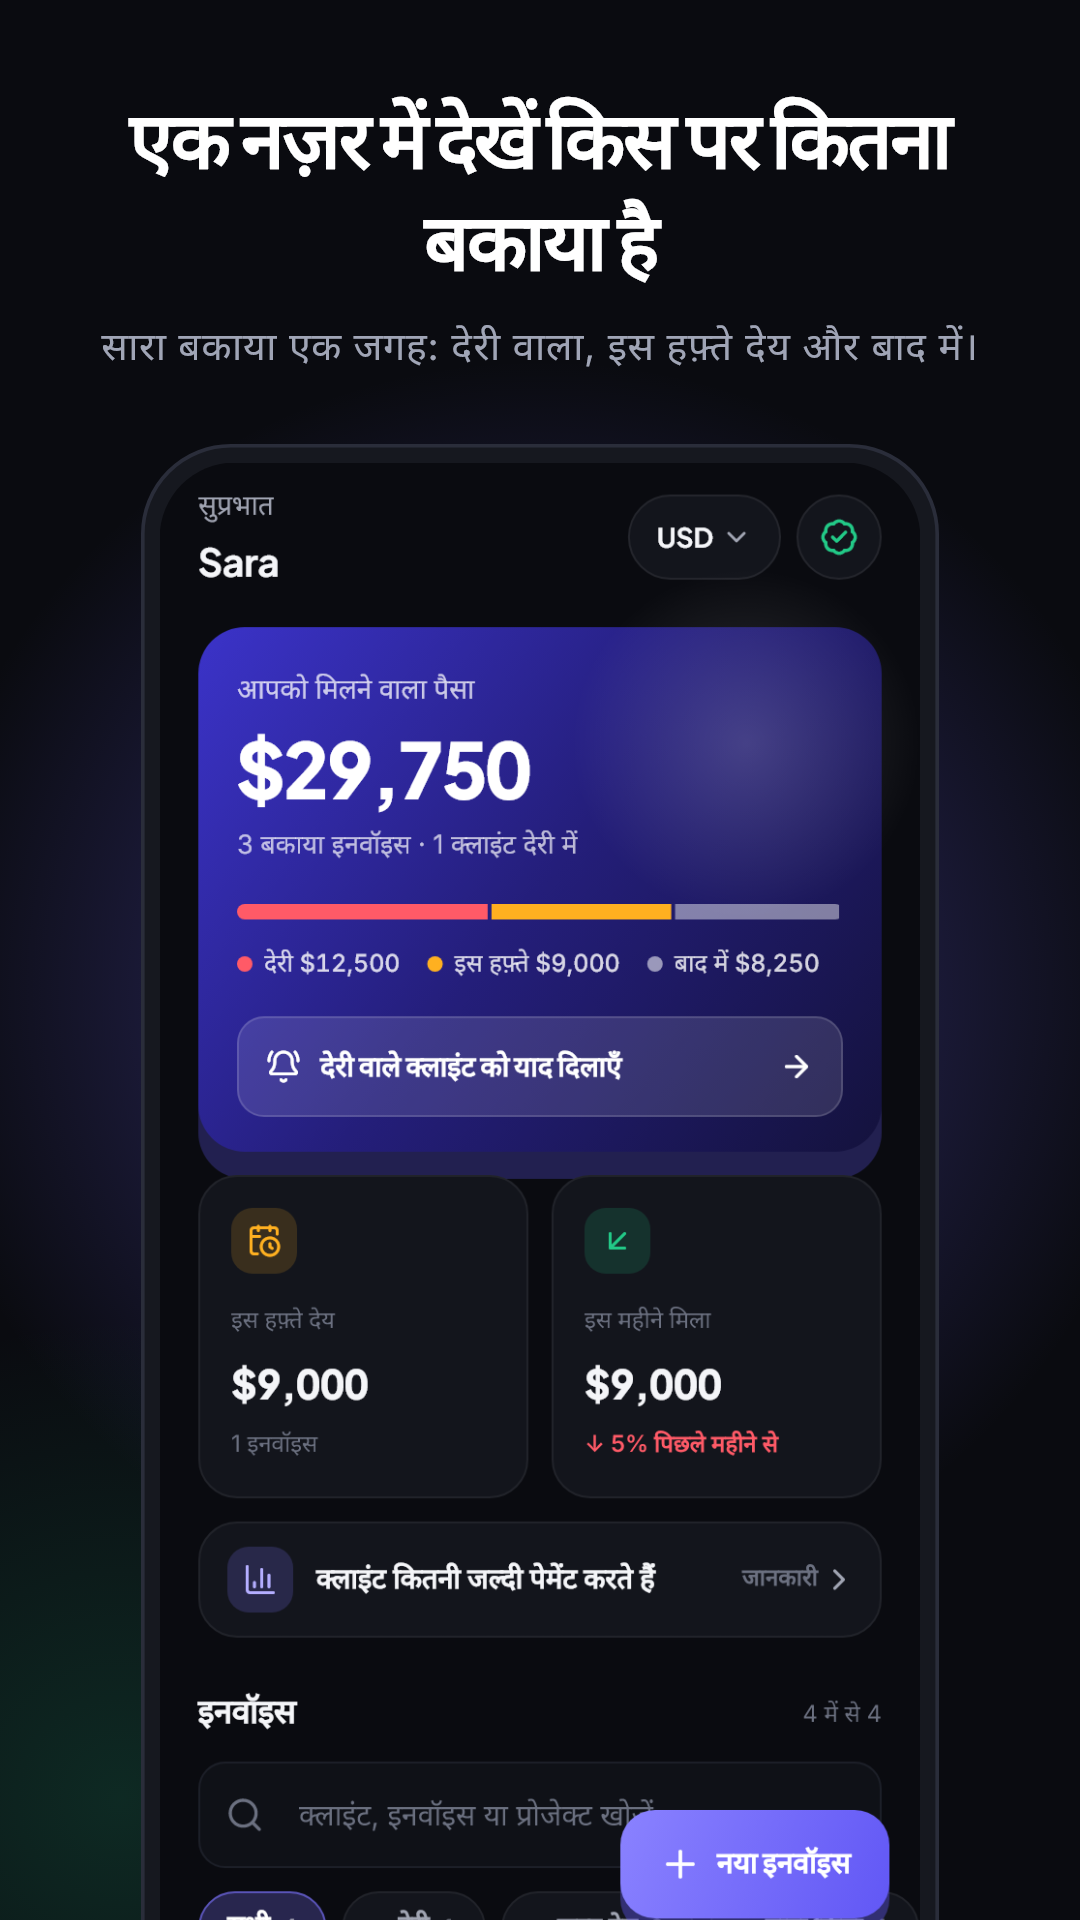 एक नज़र में देखें किस पर कितना
बकाया है
सारा बकाया एक जगह: देरी वाला, इस हफ़्ते देय और बाद में।
सुप्रभात
Sara
USD
आपको मिलने वाला पैसा
$29,750
3 बकाया इनवॉइस · 1 क्लाइंट देरी में
देरी $12,500 इस हफ़्ते $9,000 बाद में $8,250
देरी वाले क्लाइंट को याद दिलाएँ
इस हफ़्ते देय
$9,000
1 इनवॉइस
इस महीने मिला
$9,000
↓ 5% पिछले महीने से
क्लाइंट कितनी जल्दी पेमेंट करते हैं
जानकारी
इनवॉइस
4 में से 4
क्लाइंट, इनवॉइस या प्रोजेक्ट खोजें
नया इनवॉइस